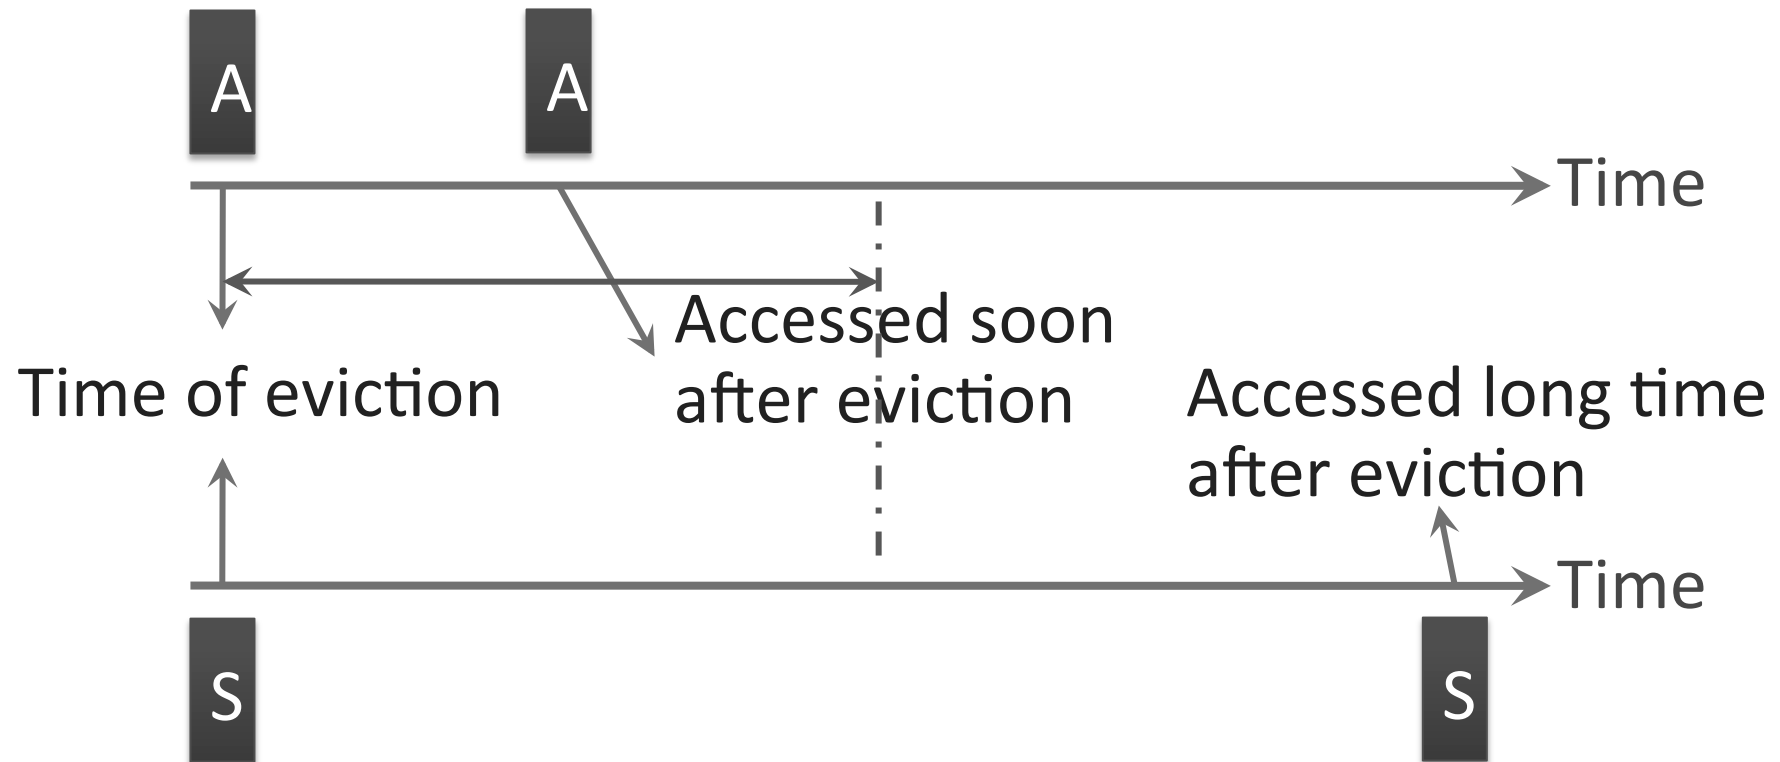 A
A
Time
Accessed soon
after eviction
Time of eviction
Accessed long time
after eviction
Time
S
S